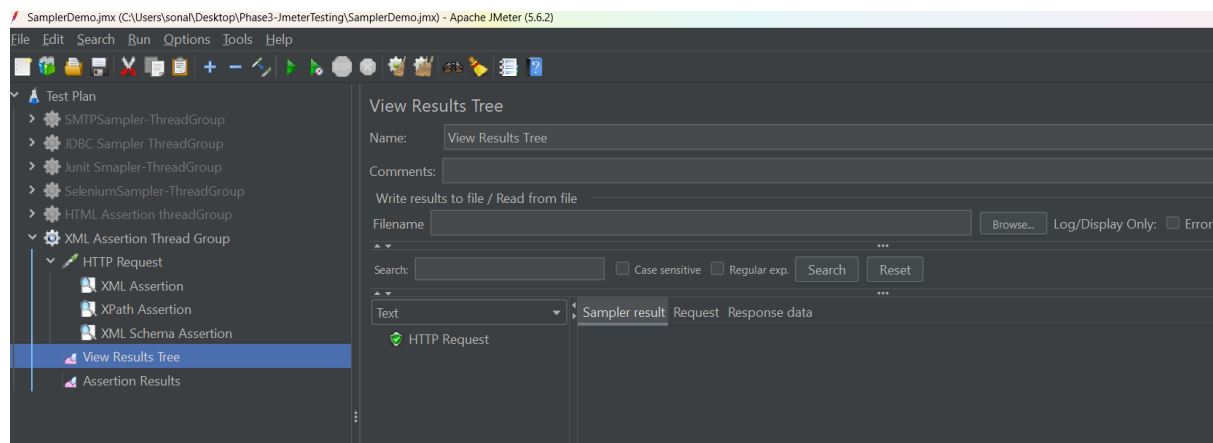 SamplerDemo.jmx (C:\Users\sonal\Desktop\Phase3-JmeterTesting\SamplerDemo.jmx) - Apache JMeter (5.6.2)
File Edit Search Run Options Tools Help
Test Plan
SMTPSampler-ThreadGroup
JDBC Sampler ThreadGroup
Junit Smapler-ThreadGroup
SeleniumSampler-ThreadGroup
HTML Assertion threadGroup
XML Assertion Thread Group
HTTP Request
XML Assertion
XPath Assertion
XML Schema Assertion
View Results Tree
Assertion Results
View Results Tree
Name: View Results Tree
Comments:
Write results to file / Read from file
Filename Browse... Log/Display Only: Error
Search: Case sensitive Regular exp. Search Reset
Text Sampler result Request Response data
HTTP Request